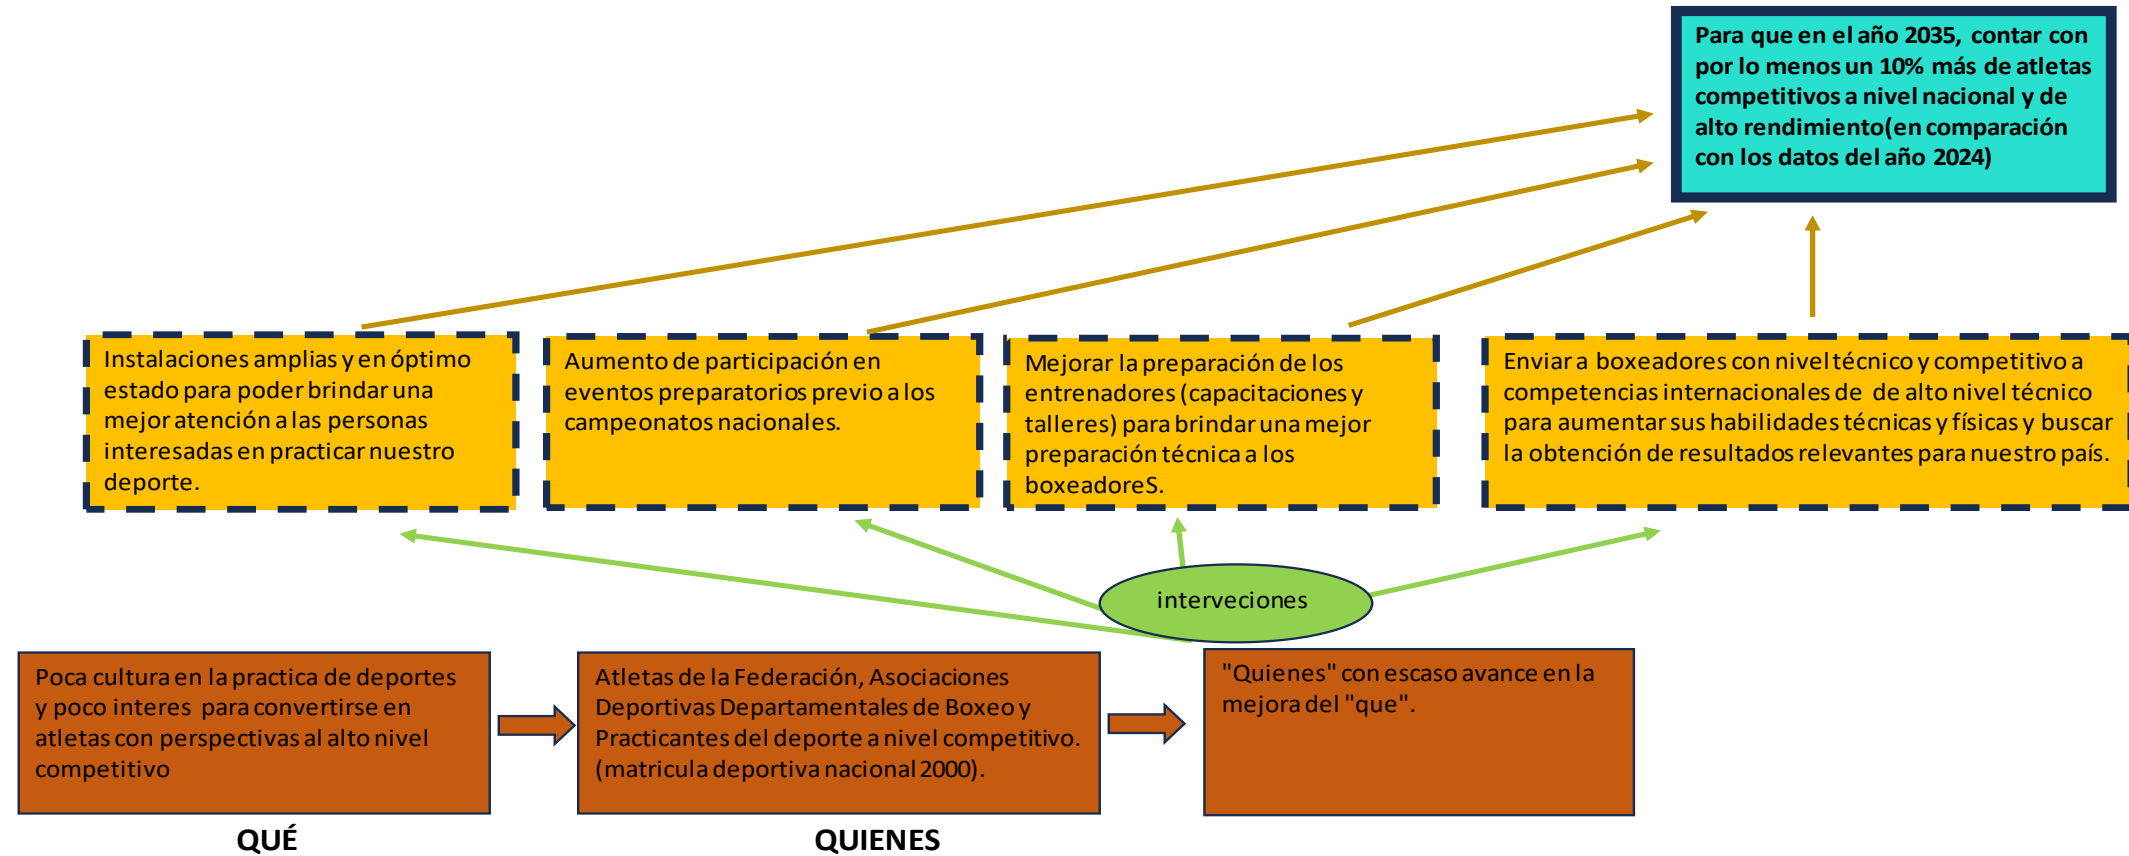 Para que en el año 2035, contar con
por lo menos un 10% más de atletas
competitivos a nivel nacional y de
alto rendimiento(en comparación
con los datos del año 2024)
Instalaciones amplias y en óptimo
estado para poder brindar una
mejor atención a las personas
interesadas en practicar nuestro
deporte.
Aumento de participación en
eventos preparatorios previo a los
campeonatos nacionales.
Mejorar la preparación de los
entrenadores (capacitaciones y
talleres) para brindar una mejor
preparación técnica a los
boxeadoreS.
Enviar a boxeadores con nivel técnico y competitivo a
competencias internacionales de de alto nivel técnico
para aumentar sus habilidades técnicas y físicas y buscar
la obtención de resultados relevantes para nuestro país.
interveciones
Poca cultura en la practica de deportes
y poco interes para convertirse en
atletas con perspectivas al alto nivel
competitivo
Atletas de la Federación, Asociaciones
Deportivas Departamentales de Boxeo y
Practicantes del deporte a nivel competitivo.
(matricula deportiva nacional 2000).
"Quienes" con escaso avance en la
mejora del "que".
QUÉ
QUIENES